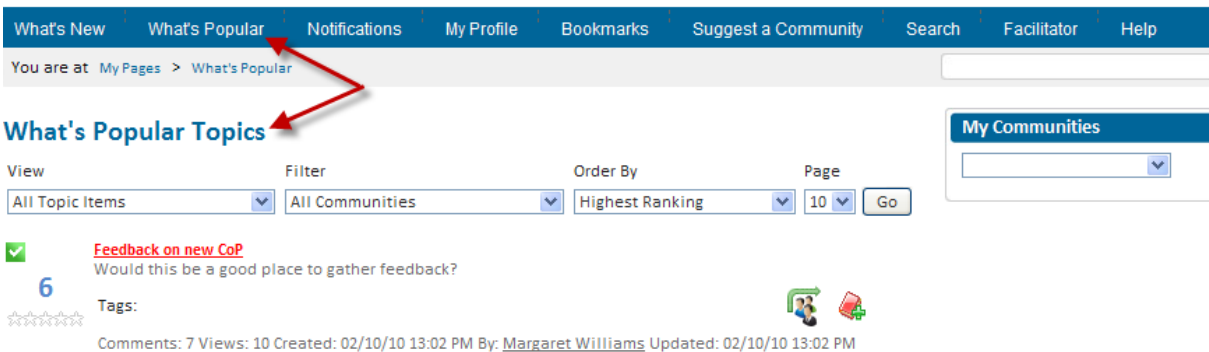 What's New What's Popular Notifications My Profile Bookmarks Suggest a Community Search Facilitator Help
You are at My Pages > What's Popular
What's Popular Topics
My Communities
View Filter Order By Page
All Topic Items All Communities Highest Ranking 10 Go
Feedback on new CoP
Would this be a good place to gather feedback?
6
Tags:
Comments: 7 Views: 10 Created: 02/10/10 13:02 PM By: Margaret Williams Updated: 02/10/10 13:02 PM